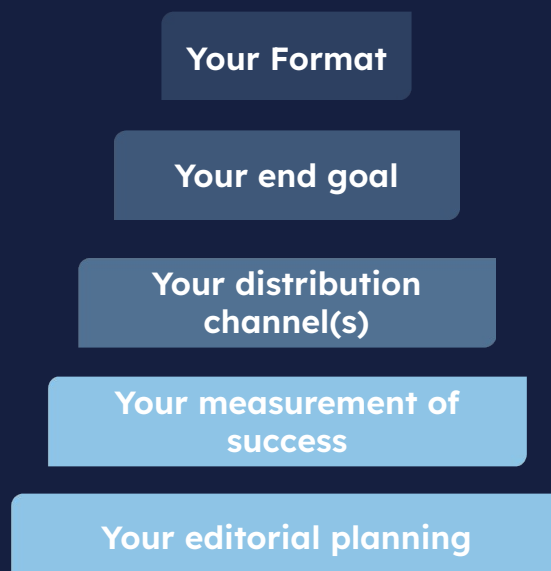 Your Format
Your end goal
Your distribution
channel(s)
Your measurement of
success
Your editorial planning